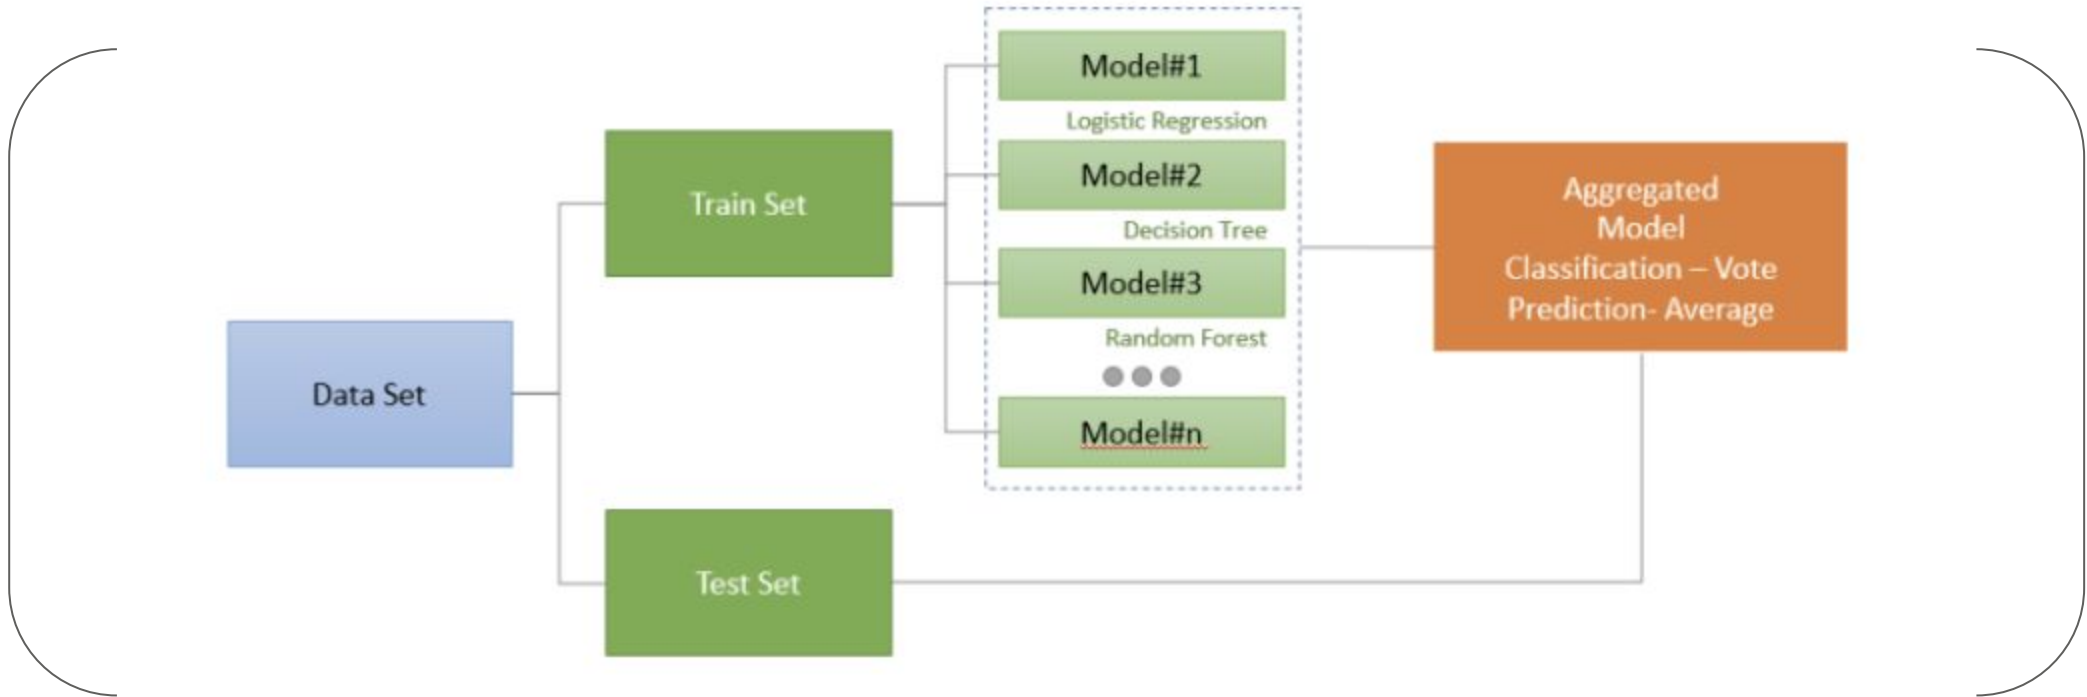 Data Set
Train Set
Test Set
Model#1
Logistic Regression
Model#2
Decision Tree
Model#3
Random Forest
Model#n
Aggregated
Model
Classification – Vote
Prediction- Average